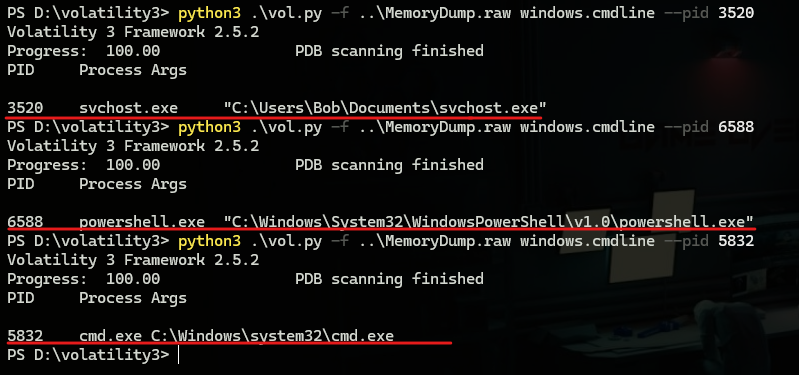 PS D:\volatility3> python3 .\vol.py -f ..\MemoryDump.raw windows.cmdline --pid 3520
Volatility 3 Framework 2.5.2
Progress:  100.00               PDB scanning finished
PID     Process Args

3520    svchost.exe     "C:\Users\Bob\Documents\svchost.exe"
PS D:\volatility3> python3 .\vol.py -f ..\MemoryDump.raw windows.cmdline --pid 6588
Volatility 3 Framework 2.5.2
Progress:  100.00               PDB scanning finished
PID     Process Args

6588    powershell.exe  "C:\Windows\System32\WindowsPowerShell\v1.0\powershell.exe"
PS D:\volatility3> python3 .\vol.py -f ..\MemoryDump.raw windows.cmdline --pid 5832
Volatility 3 Framework 2.5.2
Progress:  100.00               PDB scanning finished
PID     Process Args

5832    cmd.exe C:\Windows\system32\cmd.exe
PS D:\volatility3>